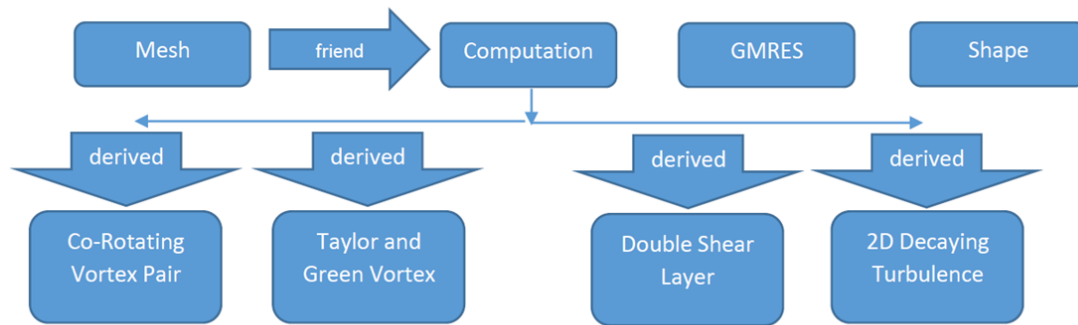 Mesh
friend
Computation
GMRES
Shape
derived
derived
derived
derived
Co-Rotating
Vortex Pair
Taylor and
Green Vortex
Double Shear
Layer
2D Decaying
Turbulence